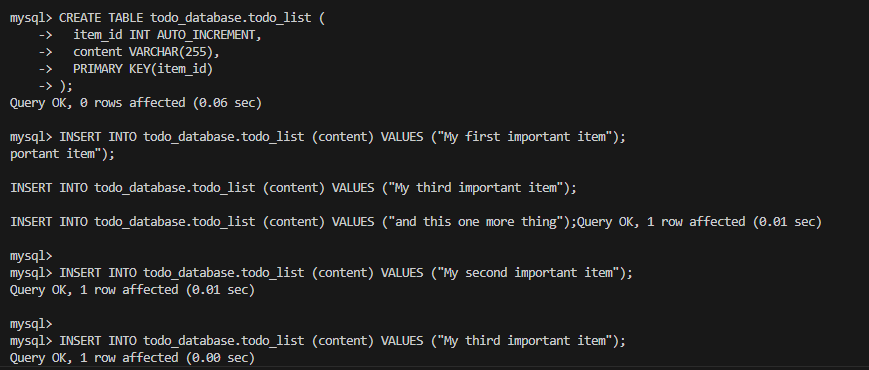 mysql> CREATE TABLE todo_database.todo_list (
    ->   item_id INT AUTO_INCREMENT,
    ->   content VARCHAR(255),
    ->   PRIMARY KEY(item_id)
    -> );
Query OK, 0 rows affected (0.06 sec)
mysql> INSERT INTO todo_database.todo_list (content) VALUES ("My first important item");
portant item");
INSERT INTO todo_database.todo_list (content) VALUES ("My third important item");
INSERT INTO todo_database.todo_list (content) VALUES ("and this one more thing");Query OK, 1 row affected (0.01 sec)
mysql>
mysql> INSERT INTO todo_database.todo_list (content) VALUES ("My second important item");
Query OK, 1 row affected (0.01 sec)
mysql>
mysql> INSERT INTO todo_database.todo_list (content) VALUES ("My third important item");
Query OK, 1 row affected (0.00 sec)